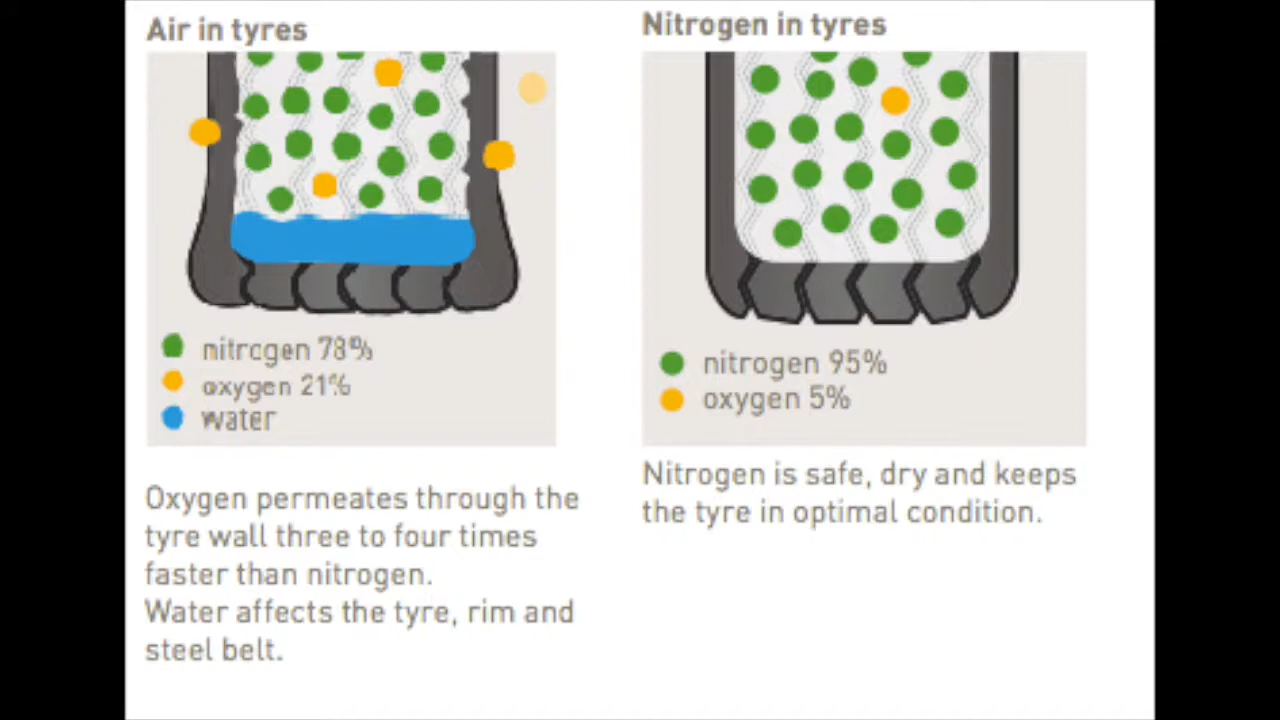 Air in tyres
nitrogen 78%
oxygen 21%
water
Oxygen permeates through the
tyre wall three to four times
faster than nitrogen.
Water affects the tyre, rim and
steel belt.
Nitrogen in tyres
nitrogen 95%
oxygen 5%
Nitrogen is safe, dry and keeps
the tyre in optimal condition.